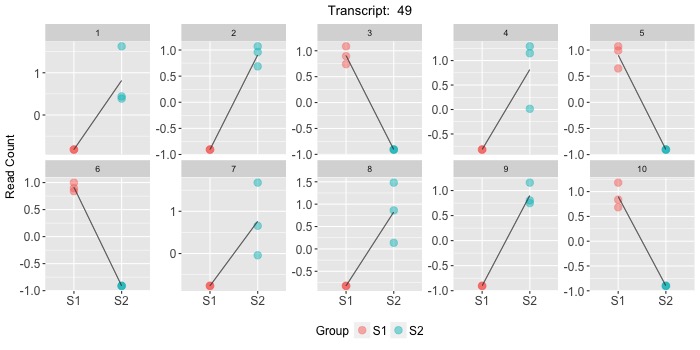 Transcript: 49
1 2 3 4 5
1 1.0 1.0 1.0 1.0
0.5 0.5 0.5 0.5
0 0.0 0.0 0.0 0.0
-0.5 -0.5 -0.5 -0.5
-1.0 -1.0 -1.0
Read Count
6 7 8 9 10
1.0 1 1.5 1.0 1.0
0.5 1.0 0.5 0.5
0.0 0 0.5 0.0 0.0
-0.5 0.0 -0.5 -0.5
-1.0 -0.5 -1.0 -1.0
S1 S2 S1 S2 S1 S2 S1 S2 S1 S2
Group S1 S2